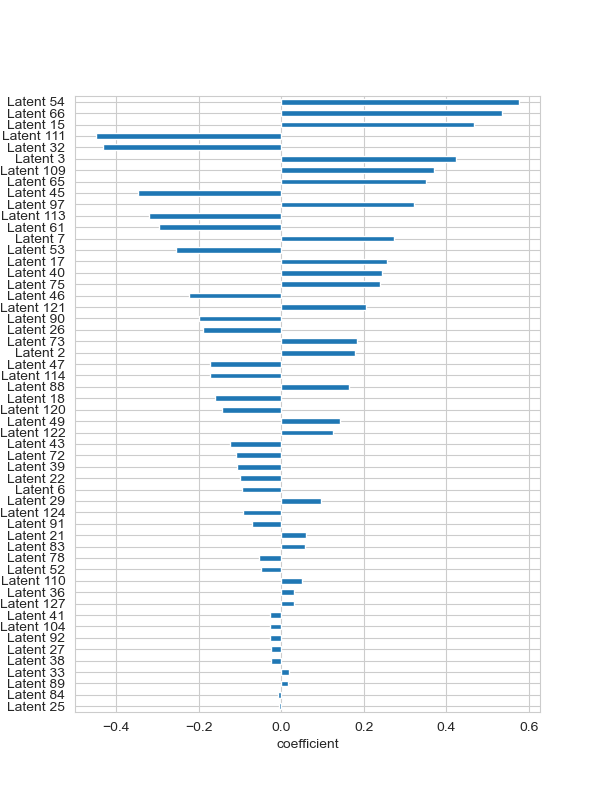 Latent 54
Latent 66
Latent 15
Latent 111
Latent 32
Latent 3
Latent 109
Latent 65
Latent 45
Latent 97
Latent 113
Latent 61
Latent 7
Latent 53
Latent 17
Latent 40
Latent 75
Latent 46
Latent 121
Latent 90
Latent 26
Latent 73
Latent 2
Latent 47
Latent 114
Latent 88
Latent 18
Latent 120
Latent 49
Latent 122
Latent 43
Latent 72
Latent 39
Latent 22
Latent 6
Latent 29
Latent 124
Latent 91
Latent 21
Latent 83
Latent 78
Latent 52
Latent 110
Latent 36
Latent 127
Latent 41
Latent 104
Latent 92
Latent 27
Latent 38
Latent 33
Latent 89
Latent 84
Latent 25
−0.4 −0.2 0.0 0.2 0.4 0.6
coefficient